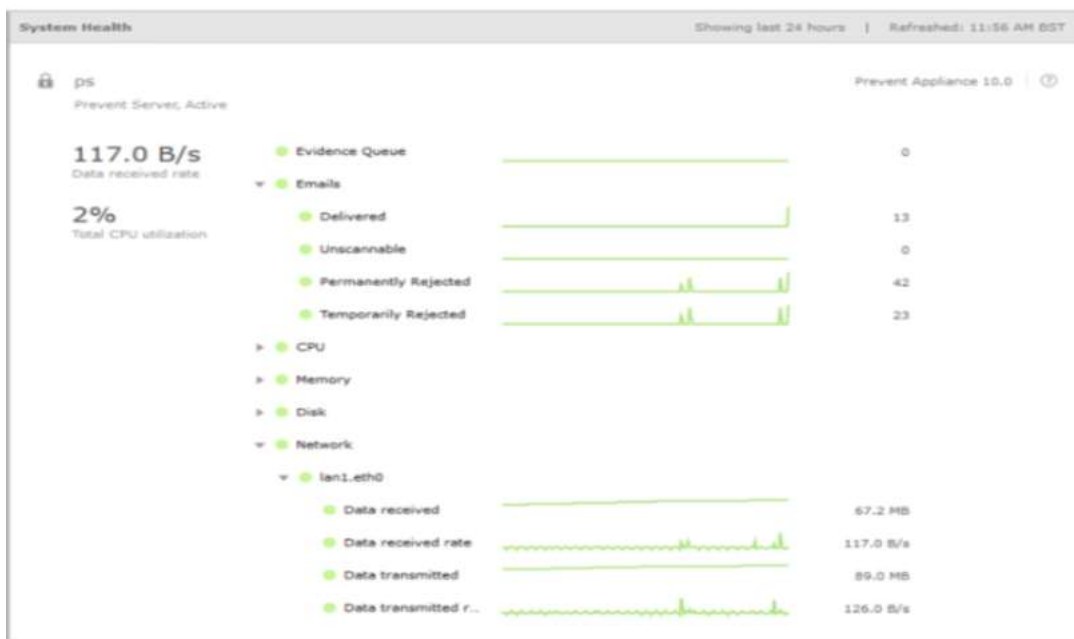 System Health Showing last 24 hours | Refreshed: 11:56 AM BST
ps Prevent Appliance 10.0 ?
Prevent Server, Active
117.0 B/s
Data received rate
2%
Total CPU utilization
Evidence Queue 0
Emails
Delivered 13
Unscannable 0
Permanently Rejected 42
Temporarily Rejected 23
CPU
Memory
Disk
Network
lan1.eth0
Data received 67.2 MB
Data received rate 117.0 B/s
Data transmitted 89.0 MB
Data transmitted r... 126.0 B/s